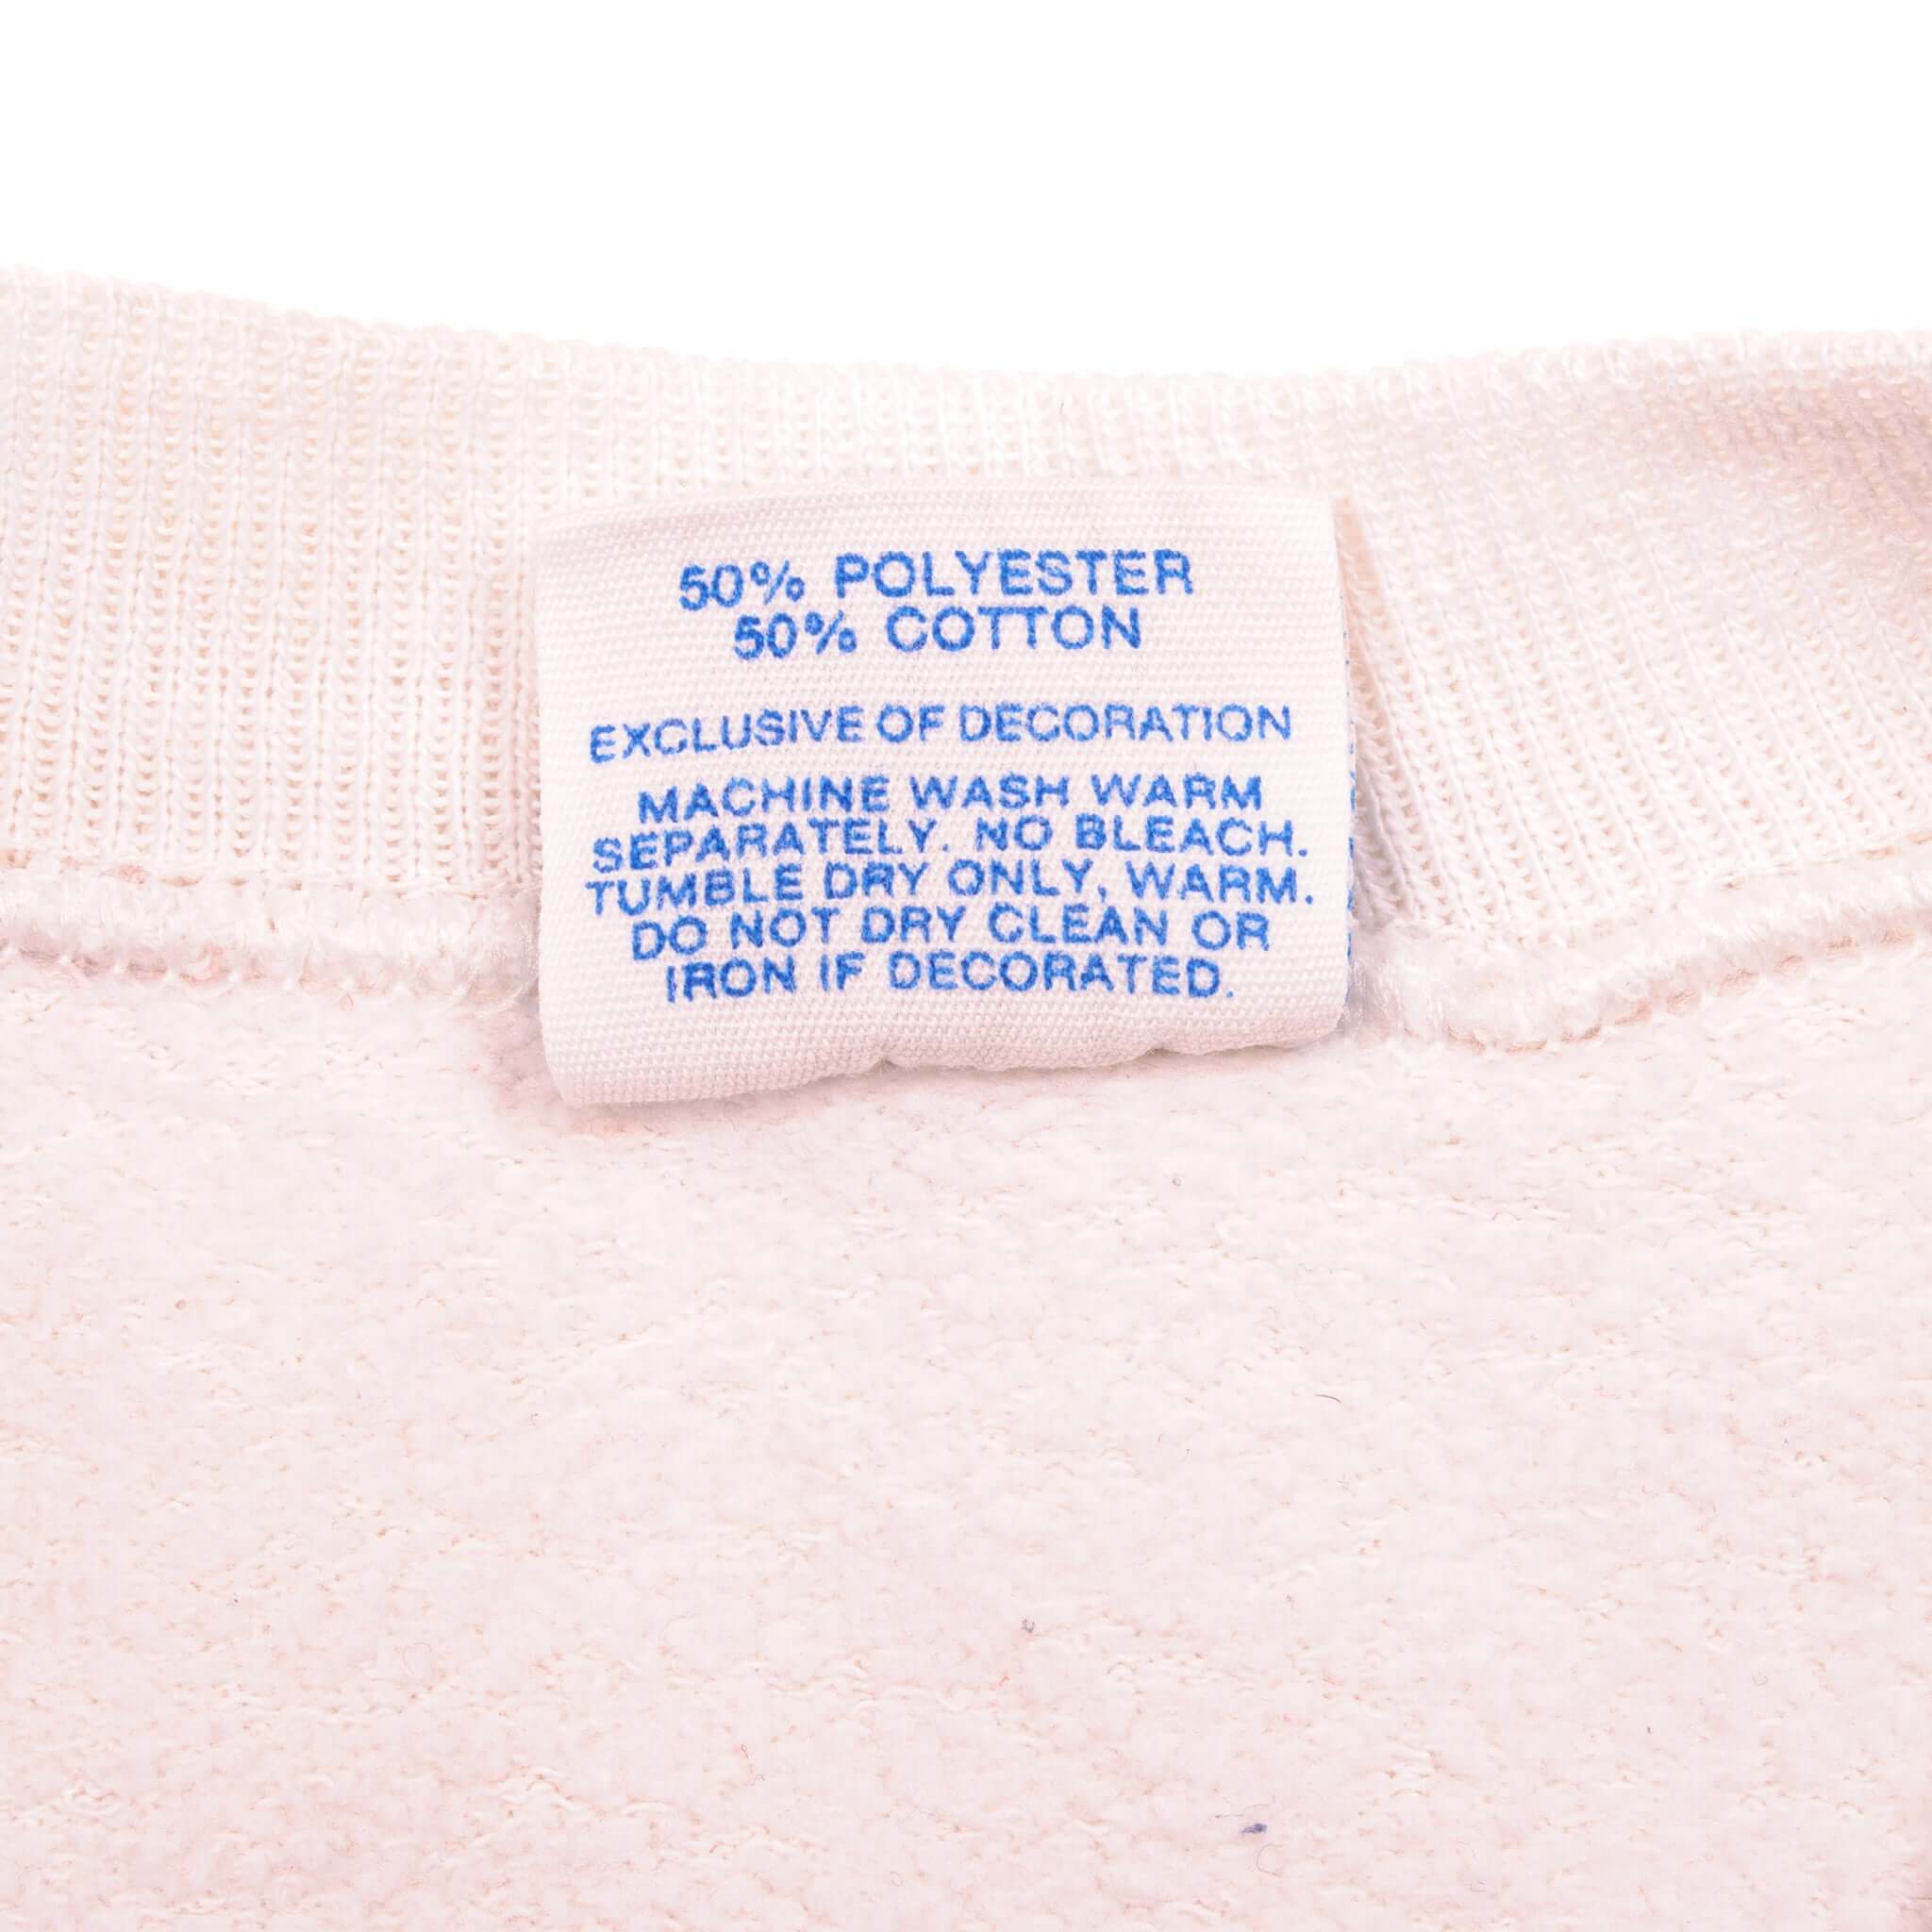 50% POLYESTER
50% COTTON
EXCLUSIVE OF DECORATION
MACHINE WASH WARM
SEPARATELY. NO BLEACH.
TUMBLE DRY ONLY, WARM.
DO NOT DRY CLEAN OR
IRON IF DECORATED.